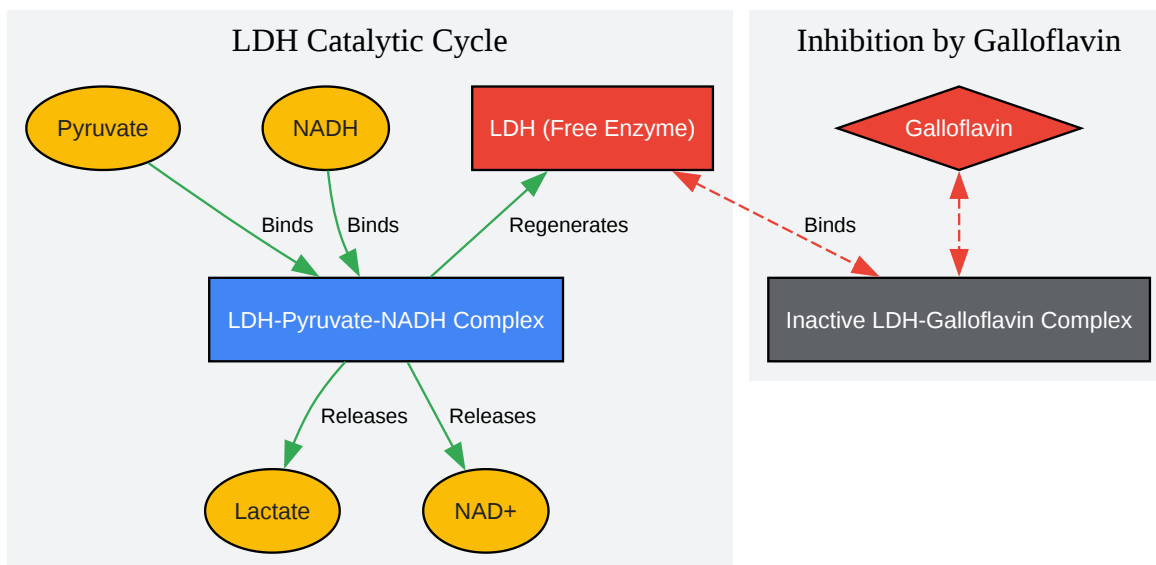 LDH Catalytic Cycle
Inhibition by Galloflavin
Pyruvate
NADH
LDH (Free Enzyme)
Galloflavin
Binds
Binds
Regenerates
Binds
LDH-Pyruvate-NADH Complex
Inactive LDH-Galloflavin Complex
Releases
Releases
Lactate
NAD+